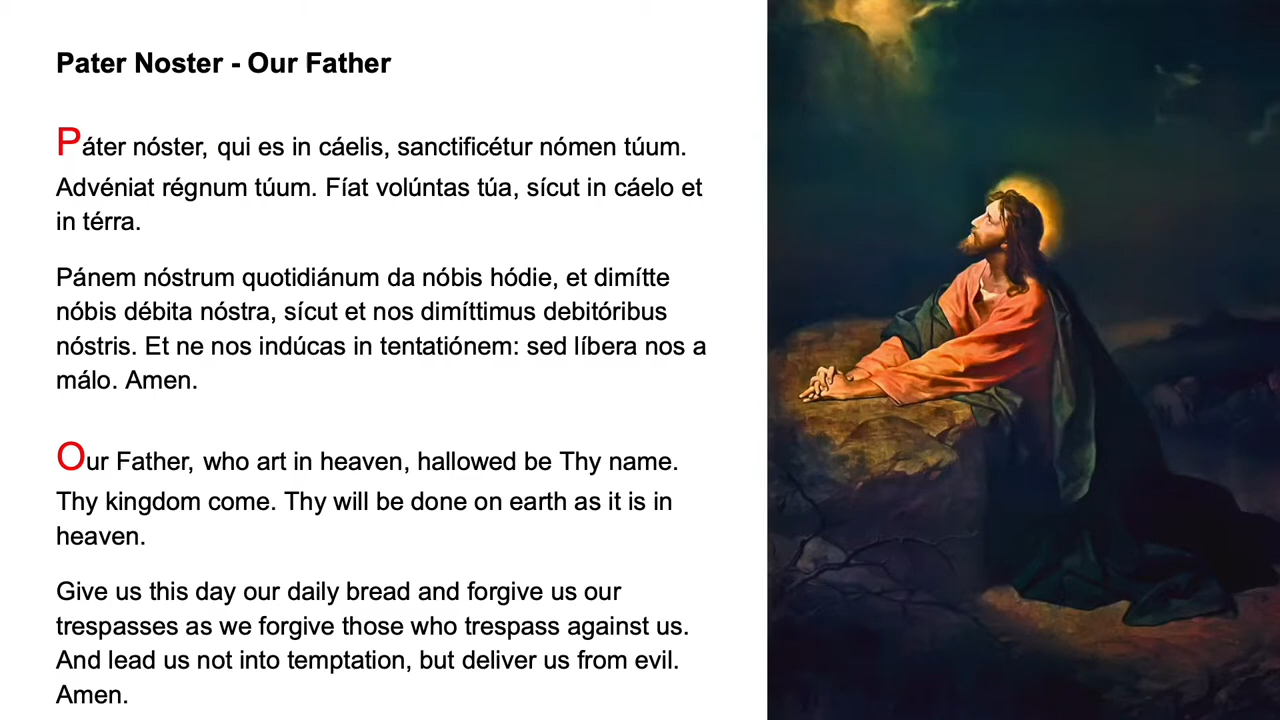 Pater Noster - Our Father
Páter nóster, qui es in cáelis, sanctificétur nómen túum.
Advéniat régnum túum. Fíat volúntas túa, sícut in cáelo et
in térra.
Pánem nóstrum quotidiánum da nóbis hódie, et dimítte
nóbis débita nóstra, sícut et nos dimíttimus debitóribus
nóstris. Et ne nos indúcas in tentatiónem: sed líbera nos a
málo. Amen.
Our Father, who art in heaven, hallowed be Thy name.
Thy kingdom come. Thy will be done on earth as it is in
heaven.
Give us this day our daily bread and forgive us our
trespasses as we forgive those who trespass against us.
And lead us not into temptation, but deliver us from evil.
Amen.